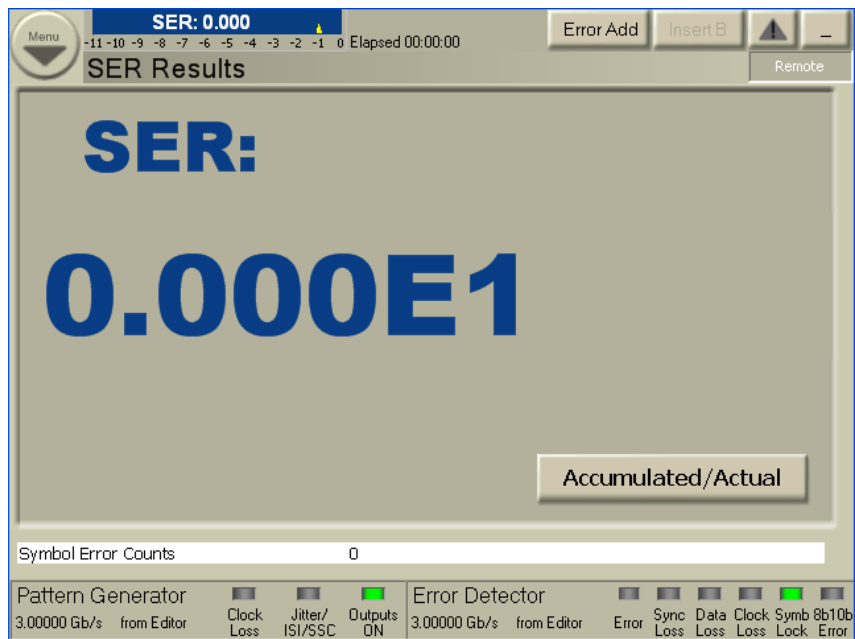 Menu
SER: 0.000
-11 -10 -9 -8 -7 -6 -5 -4 -3 -2 -1 0 Elapsed 00:00:00
Error Add
Insert B
_
SER Results
Remote
SER:
0.000E1
Accumulated/Actual
Symbol Error Counts 0
Pattern Generator
3.00000 Gb/s from Editor
Clock
Loss
Jitter/
ISI/SSC
Outputs
ON
Error Detector
3.00000 Gb/s from Editor
Error
Sync
Loss
Data
Loss
Clock
Loss
Symb
Lock
8b10b
Error